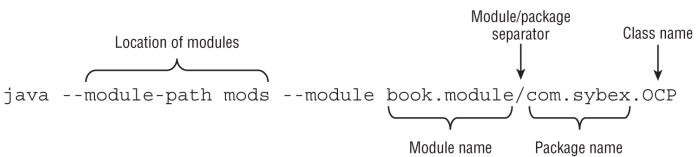 Module/package
separator
Class name
Location of modules
java --module-path mods --module book.module/com.sybex.OCP
Module name
Package name